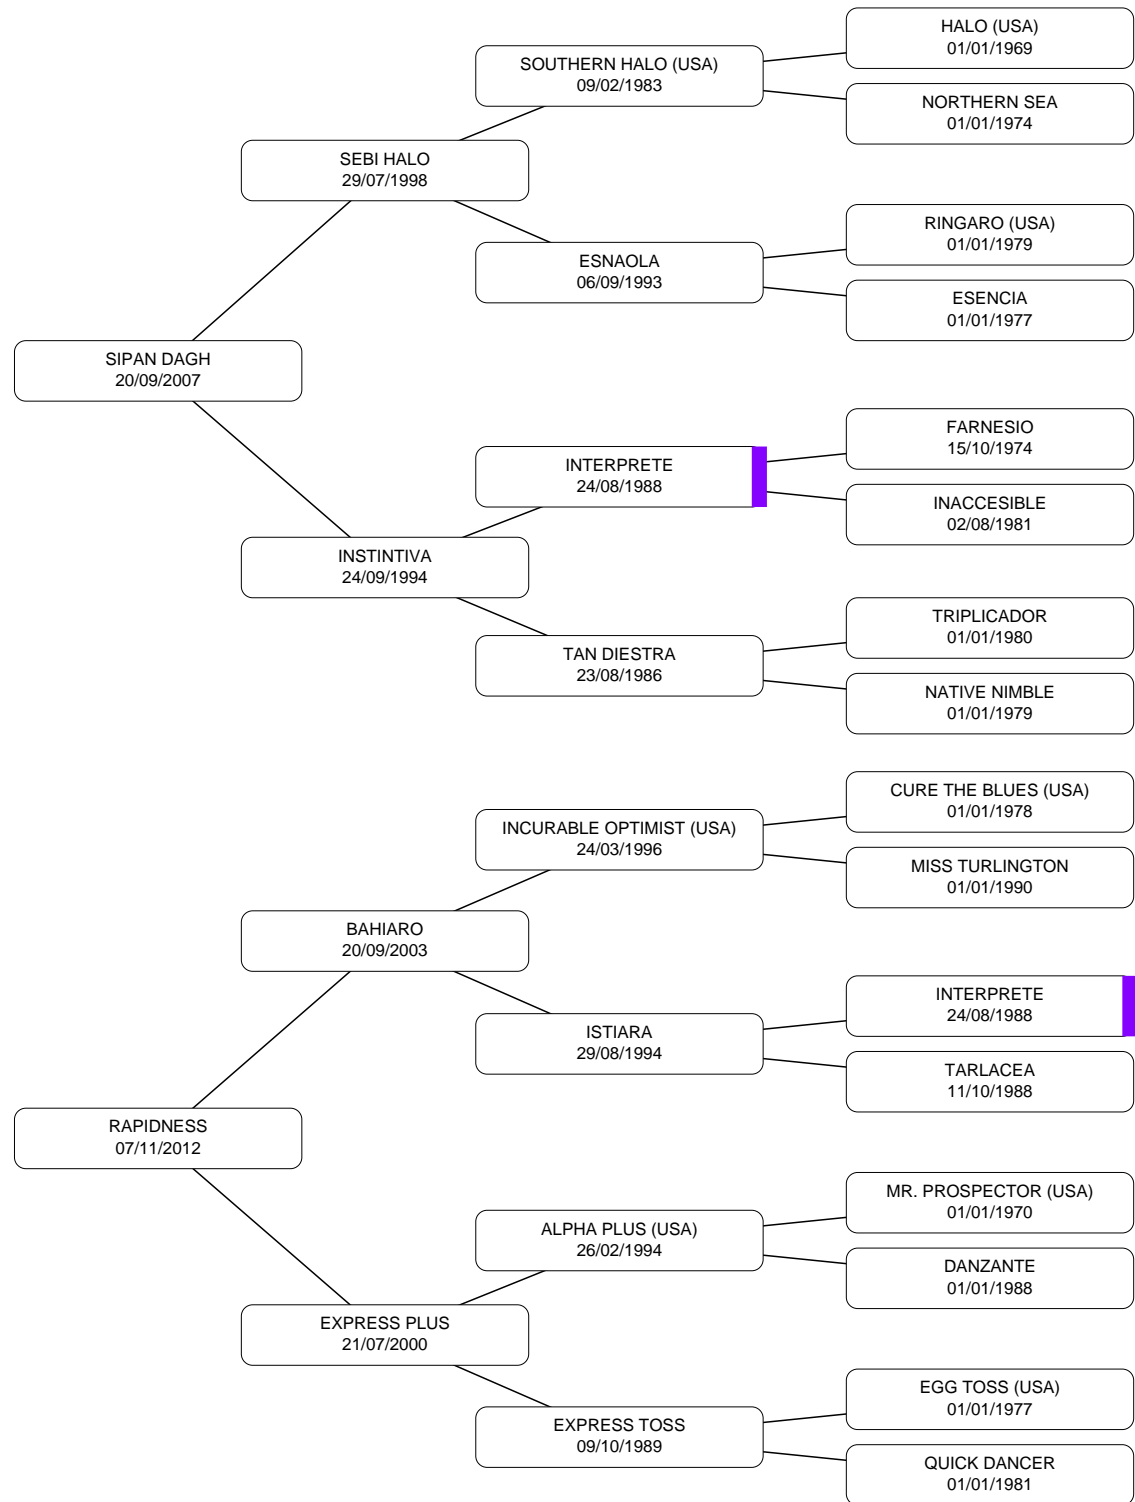 HALO (USA)
01/01/1969
SOUTHERN HALO (USA)
09/02/1983
NORTHERN SEA
01/01/1974
SEBI HALO
29/07/1998
RINGARO (USA)
01/01/1979
ESNAOLA
06/09/1993
ESENCIA
01/01/1977
SIPAN DAGH
20/09/2007
FARNESIO
15/10/1974
INTERPRETE
24/08/1988
INACCESIBLE
02/08/1981
INSTINTIVA
24/09/1994
TRIPLICADOR
01/01/1980
TAN DIESTRA
23/08/1986
NATIVE NIMBLE
01/01/1979
CURE THE BLUES (USA)
01/01/1978
INCURABLE OPTIMIST (USA)
24/03/1996
MISS TURLINGTON
01/01/1990
BAHIARO
20/09/2003
INTERPRETE
24/08/1988
ISTIARA
29/08/1994
TARLACEA
11/10/1988
RAPIDNESS
07/11/2012
MR. PROSPECTOR (USA)
01/01/1970
ALPHA PLUS (USA)
26/02/1994
DANZANTE
01/01/1988
EXPRESS PLUS
21/07/2000
EGG TOSS (USA)
01/01/1977
EXPRESS TOSS
09/10/1989
QUICK DANCER
01/01/1981